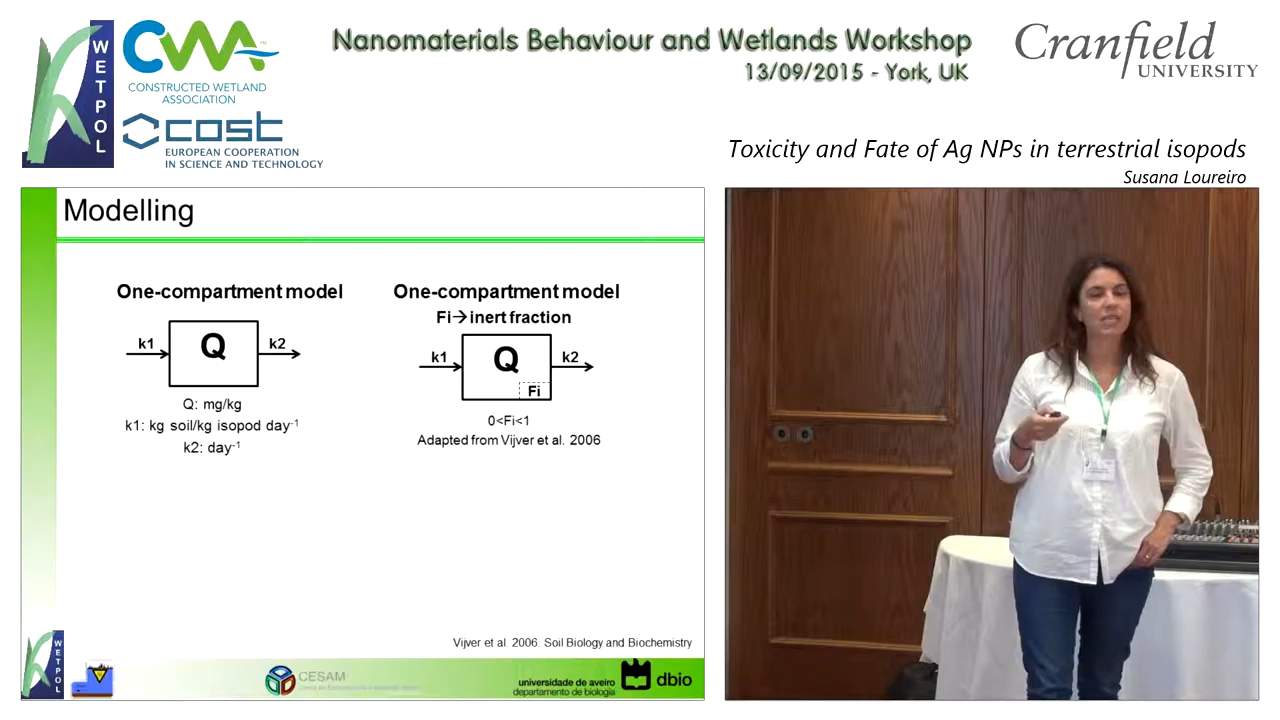 WETPOL
CWA™
CONSTRUCTED WETLAND
ASSOCIATION
cost
EUROPEAN COOPERATION
IN SCIENCE AND TECHNOLOGY
Nanomaterials Behaviour and Wetlands Workshop
13/09/2015 - York, UK
Cranfield
UNIVERSITY
Toxicity and Fate of Ag NPs in terrestrial isopods
Susana Loureiro
Modelling
One-compartment model
k1
Q
k2
Q: mg/kg
k1: kg soil/kg isopod day-1
k2: day-1
One-compartment model
Fi→inert fraction
k1
Q
k2
Fi
0<Fi<1
Adapted from Vijver et al. 2006
Vijver et al. 2006. Soil Biology and Biochemistry
WETPOL
CESAM
universidade de aveiro
departamento de biologia
dbio